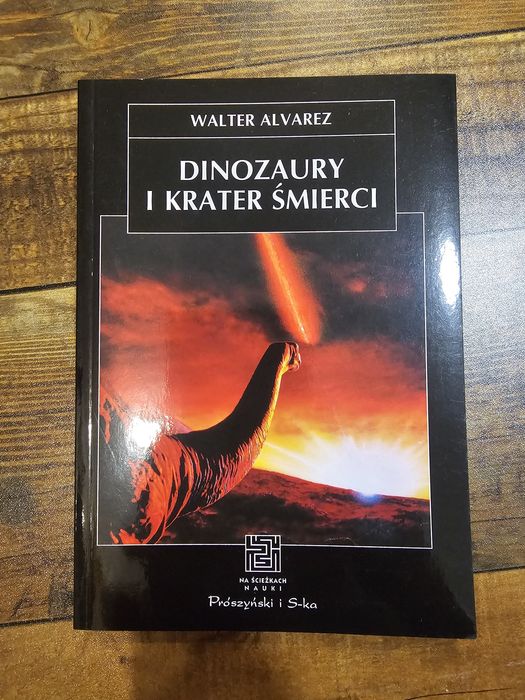 WALTER ALVAREZ
DINOZAURY
I KRATER ŚMIERCI
NA ŚCIEŻKACH
NAUKI
Prószyński i S-ka